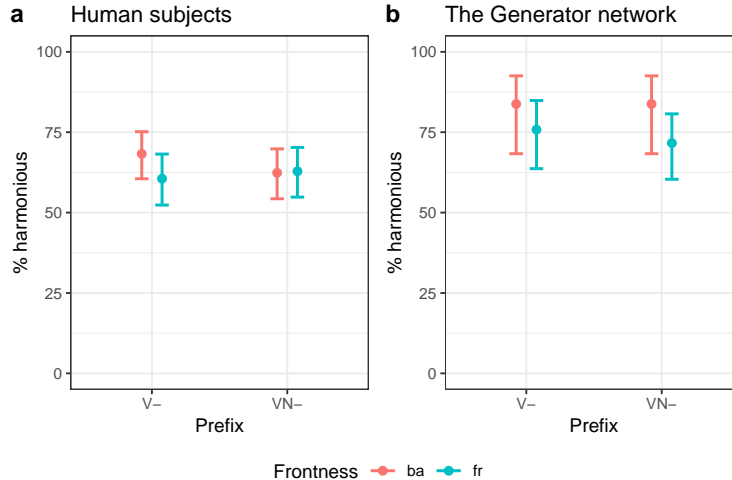 a Human subjects
% harmonious
100
75
50
25
0
V− VN−
Prefix
b The Generator network
% harmonious
100
75
50
25
0
V− VN−
Prefix
Frontness ba fr